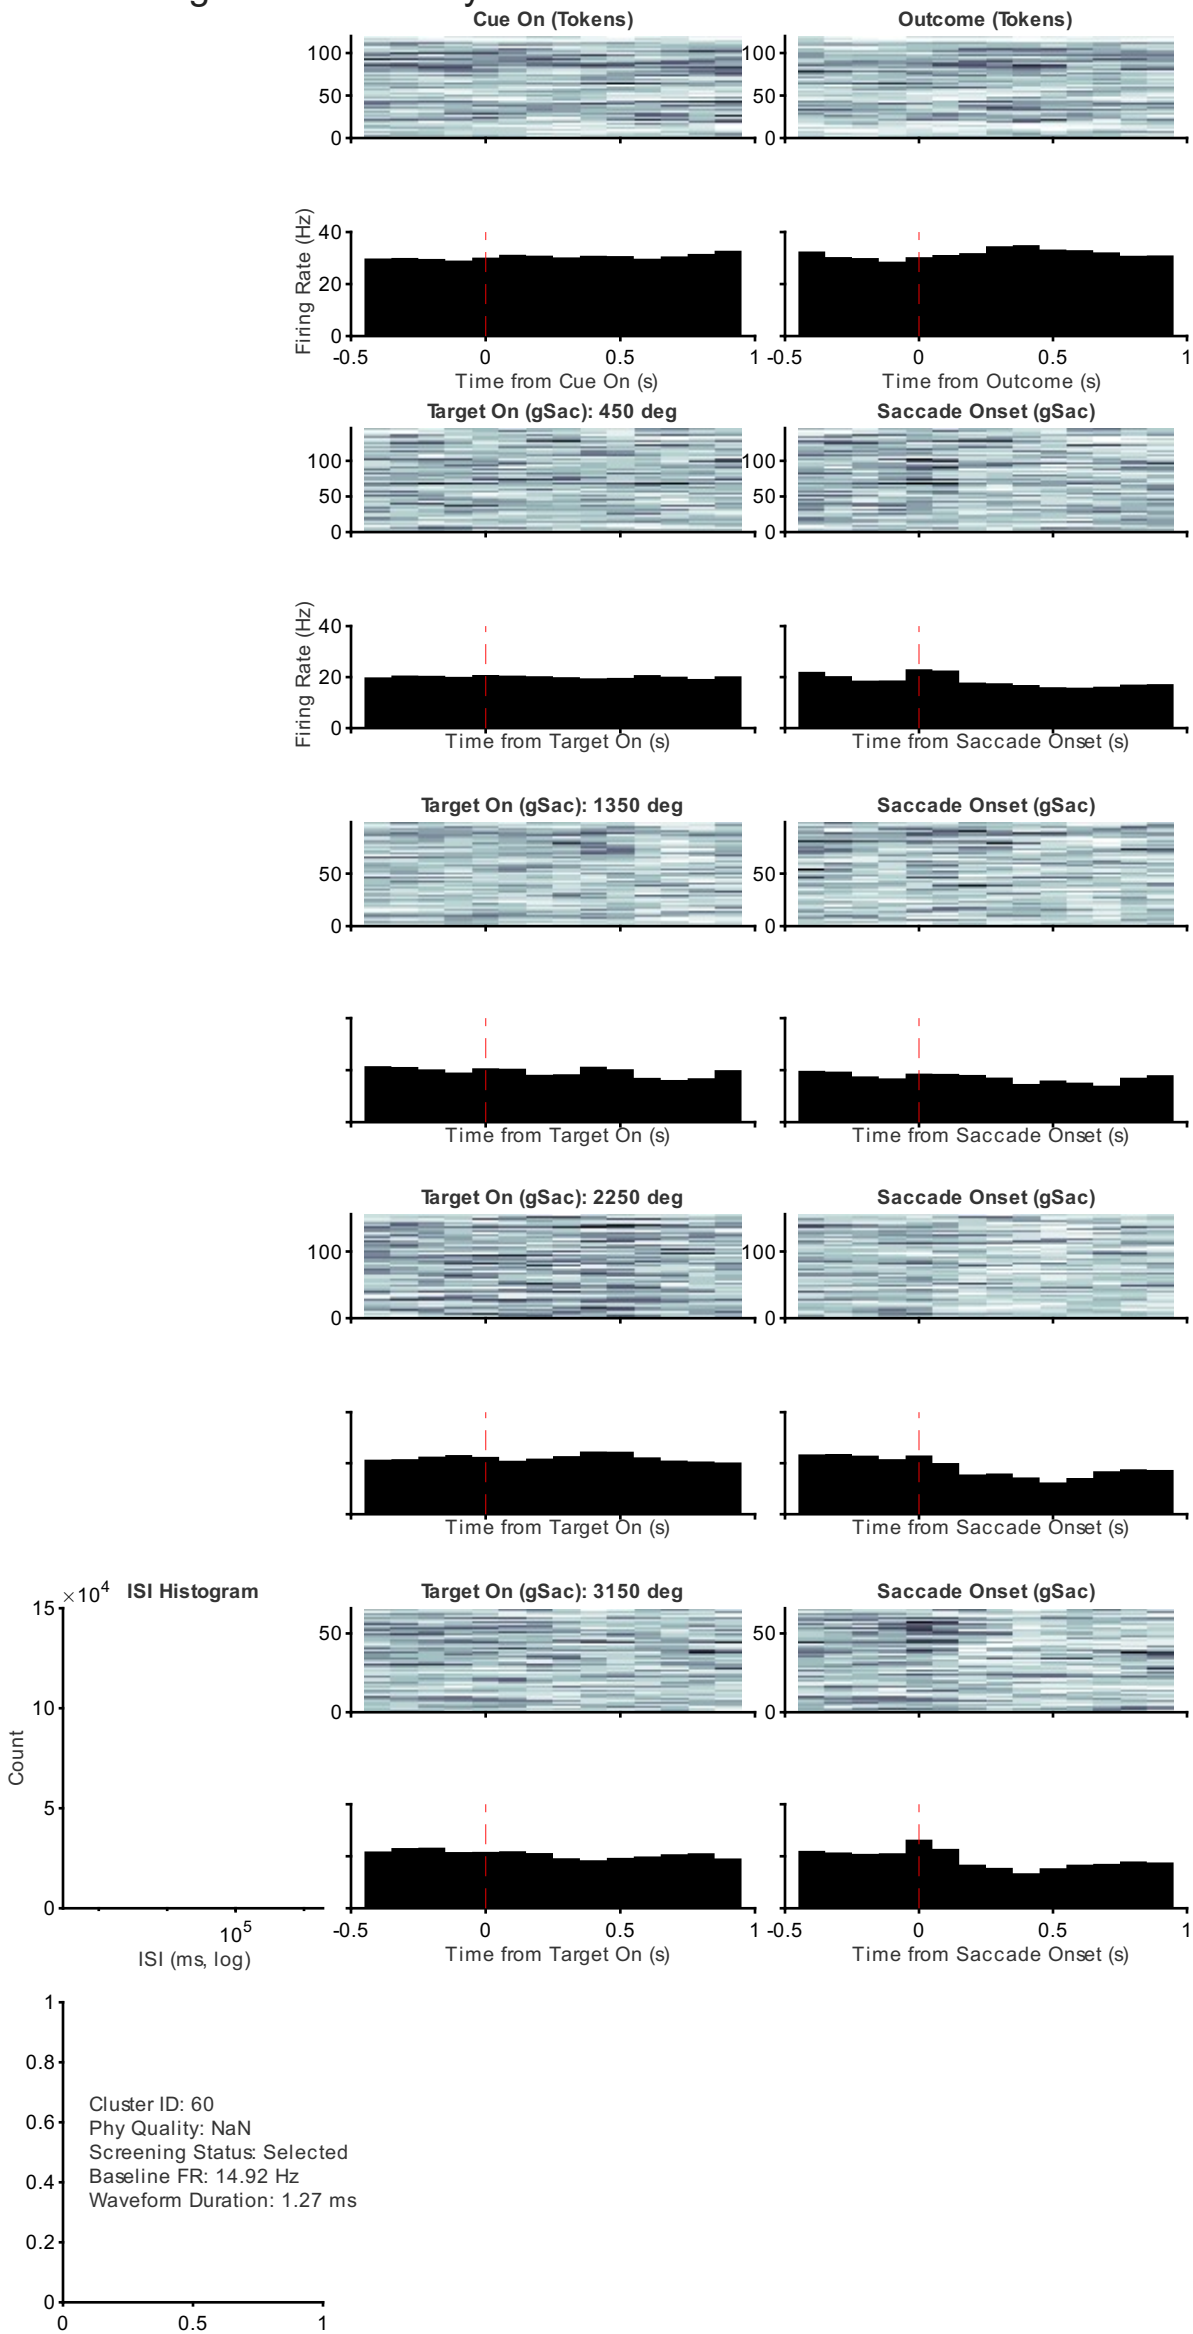 Cue On (Tokens)
Outcome (Tokens)
100
50
0
100
50
0
Firing Rate (Hz)
40
20
0
-0.5
0
0.5
1
-0.5
0
0.5
1
Time from Cue On (s)
Time from Outcome (s)
Target On (gSac): 450 deg
Saccade Onset (gSac)
100
50
0
100
50
0
Firing Rate (Hz)
40
20
0
Time from Target On (s)
Time from Saccade Onset (s)
Target On (gSac): 1350 deg
Saccade Onset (gSac)
50
0
50
0
Time from Target On (s)
Time from Saccade Onset (s)
Target On (gSac): 2250 deg
Saccade Onset (gSac)
100
0
100
0
Time from Target On (s)
Time from Saccade Onset (s)
×10^4
ISI Histogram
15
10
5
0
Count
10^5
ISI (ms, log)
Target On (gSac): 3150 deg
Saccade Onset (gSac)
50
0
50
0
-0.5
0
0.5
1
-0.5
0
0.5
1
Time from Target On (s)
Time from Saccade Onset (s)
1
0.8
0.6
0.4
0.2
0
0
0.5
1
Cluster ID: 60
Phy Quality: NaN
Screening Status: Selected
Baseline FR: 14.92 Hz
Waveform Duration: 1.27 ms